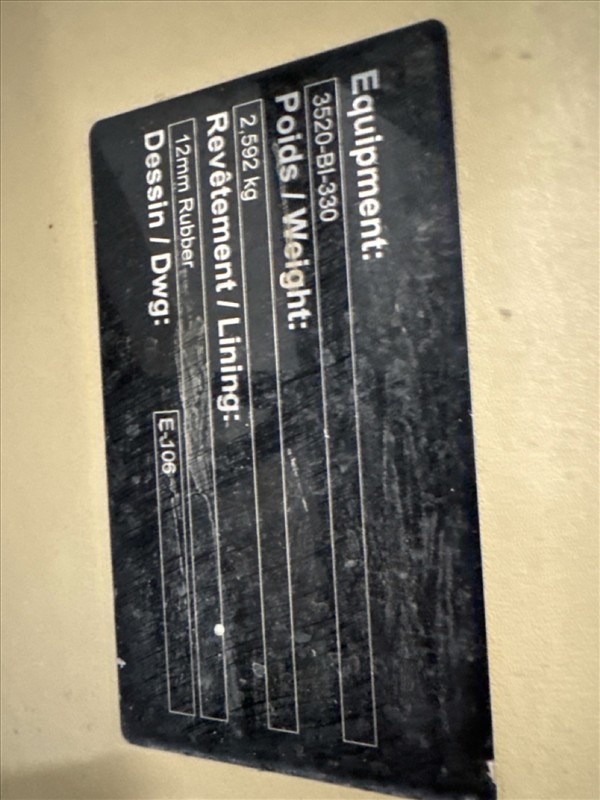 Equipment:
3520-BI-330
Poids / Weight:
2,592 kg
Revêtement / Lining:
12mm Rubber
Dessin / Dwg: E-106